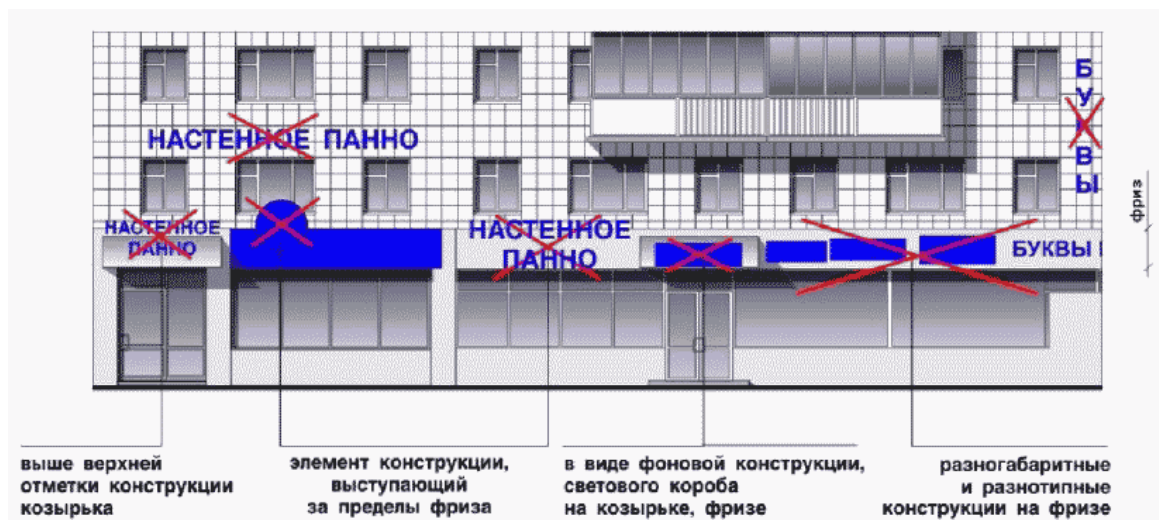 НАСТЕННОЕ ПАННО
БУКВЫ
НАСТЕННОЕ
ПАННО
НАСТЕННОЕ
ПАННО
БУКВЫ
фриз
выше верхней
отметки конструкции
козырька
элемент конструкции,
выступающий
за пределы фриза
в виде фоновой конструкции,
светового короба
на козырьке, фризе
разногабаритные
и разнотипные
конструкции на фризе